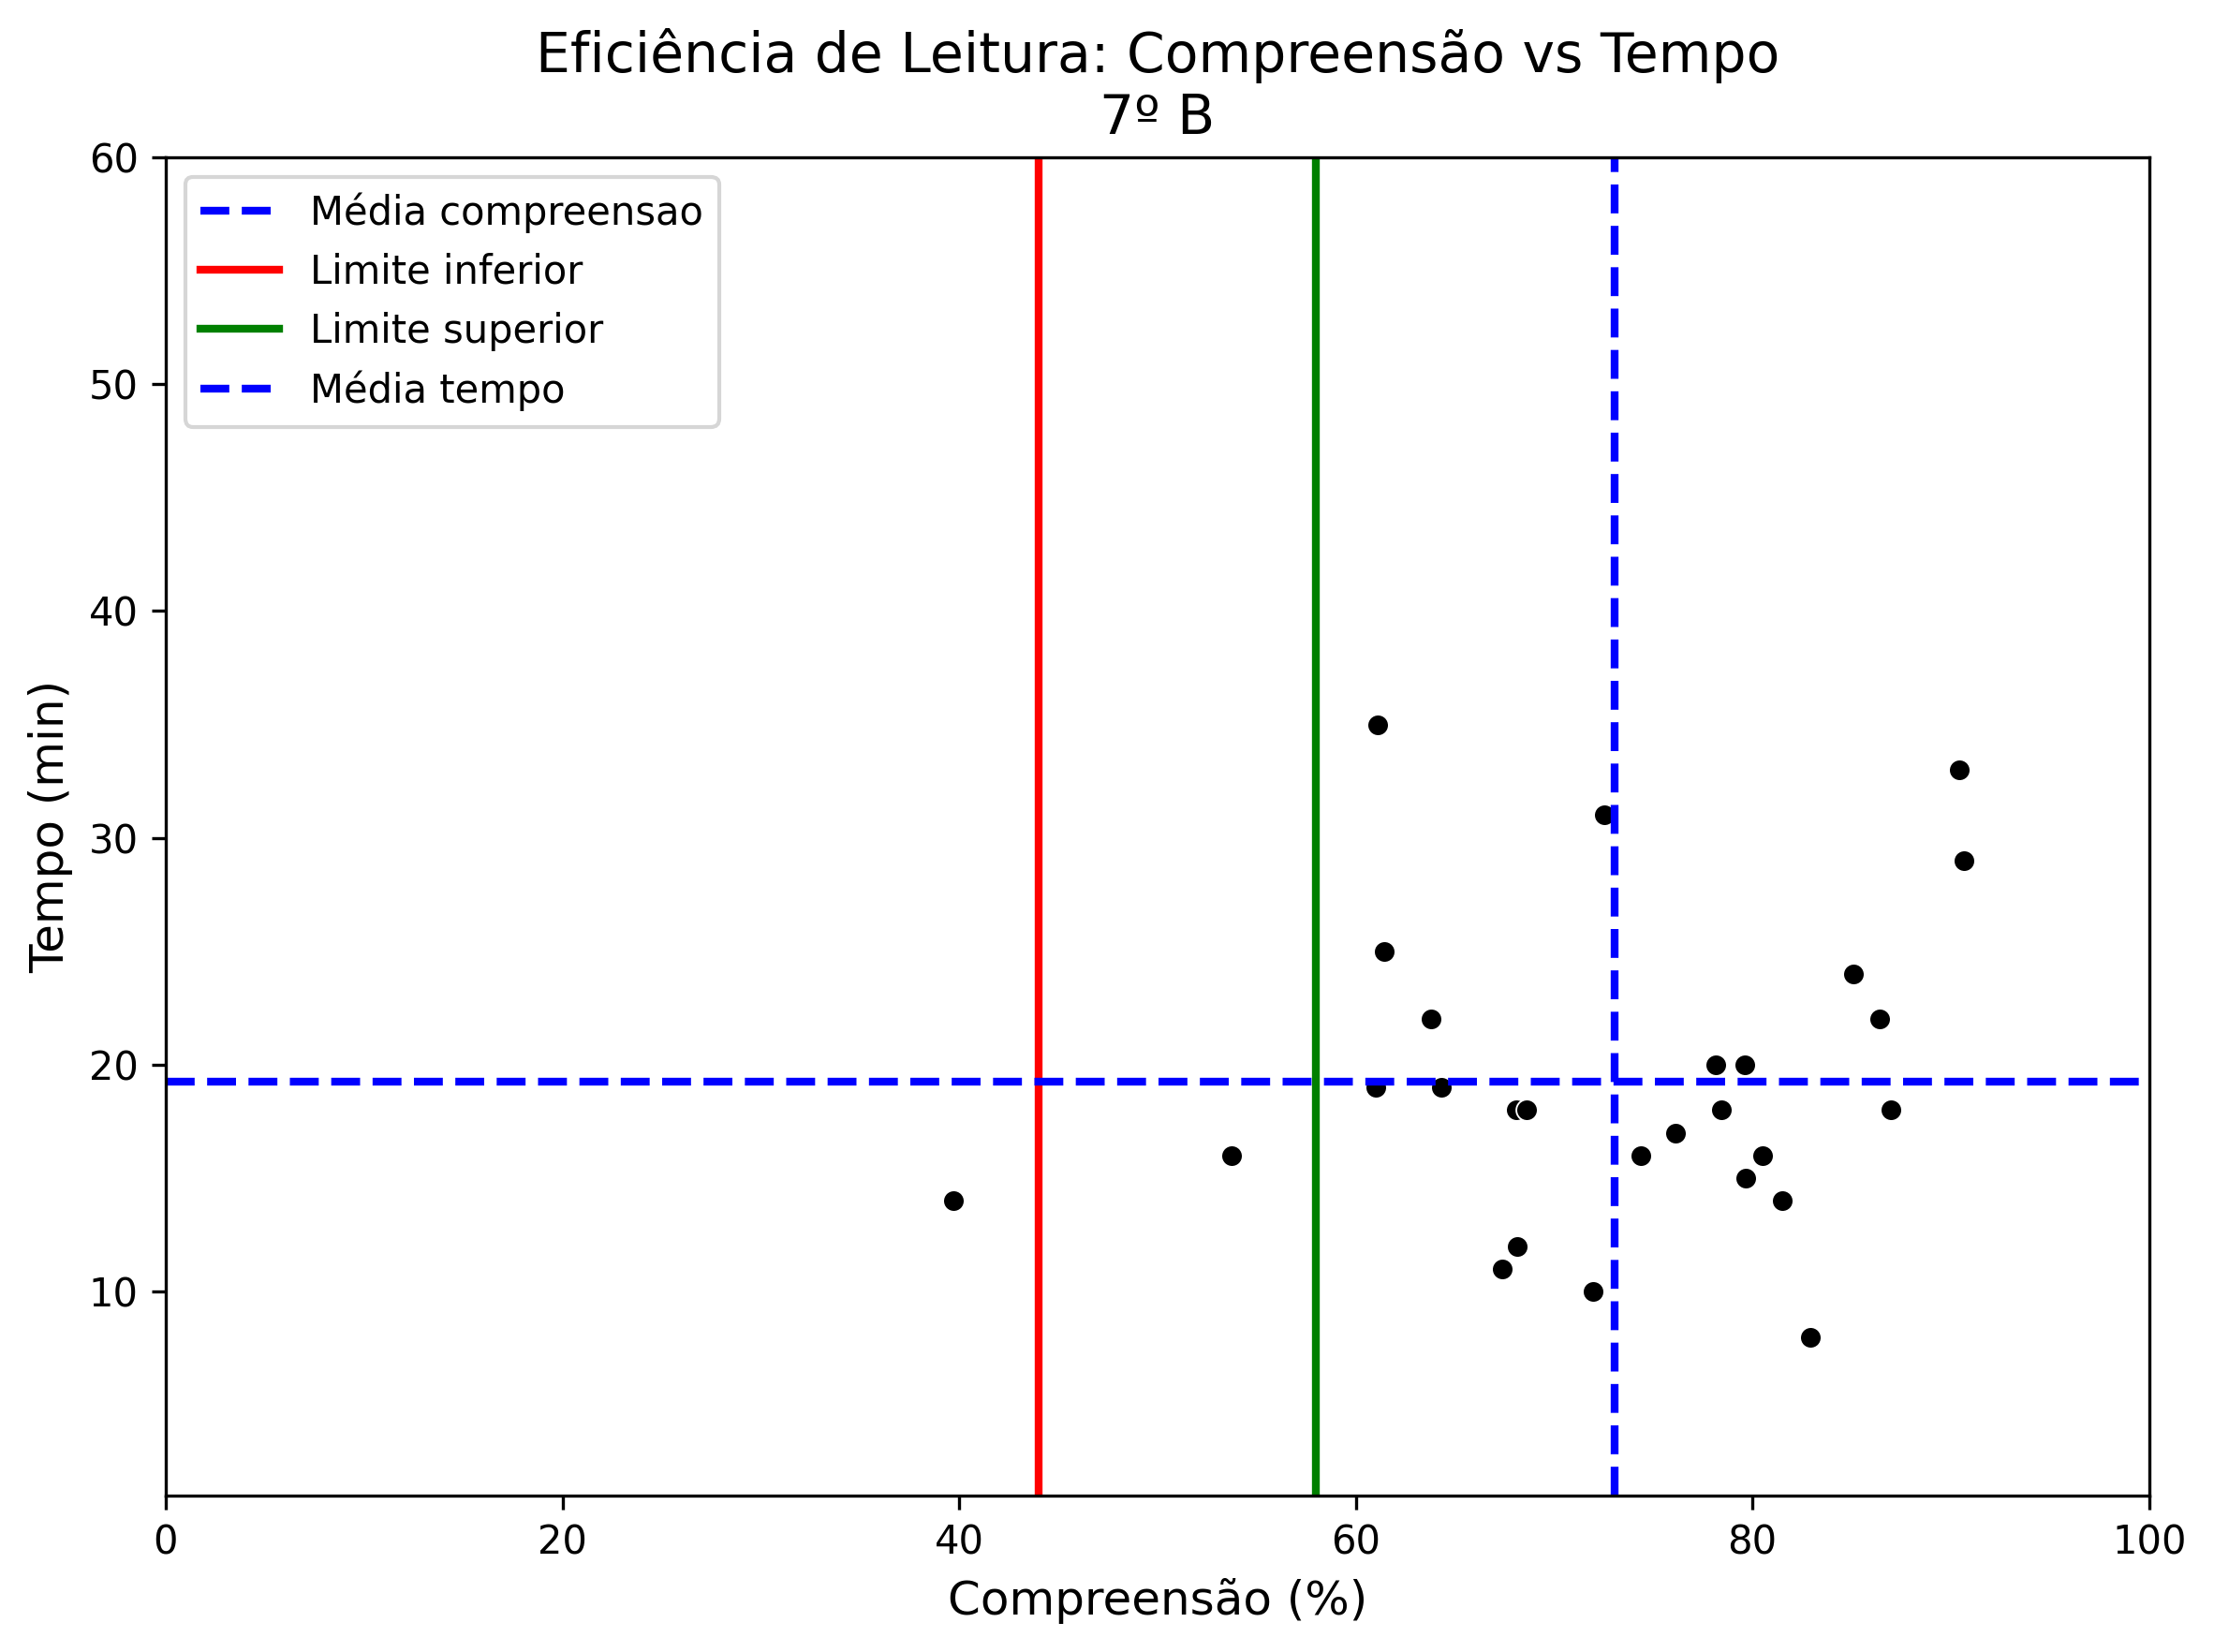 Eficiência de Leitura: Compreensão vs Tempo
7º B
Média compreensao
Limite inferior
Limite superior
Média tempo
Tempo (min)
60
50
40
30
20
10
0 20 40 60 80 100
Compreensão (%)